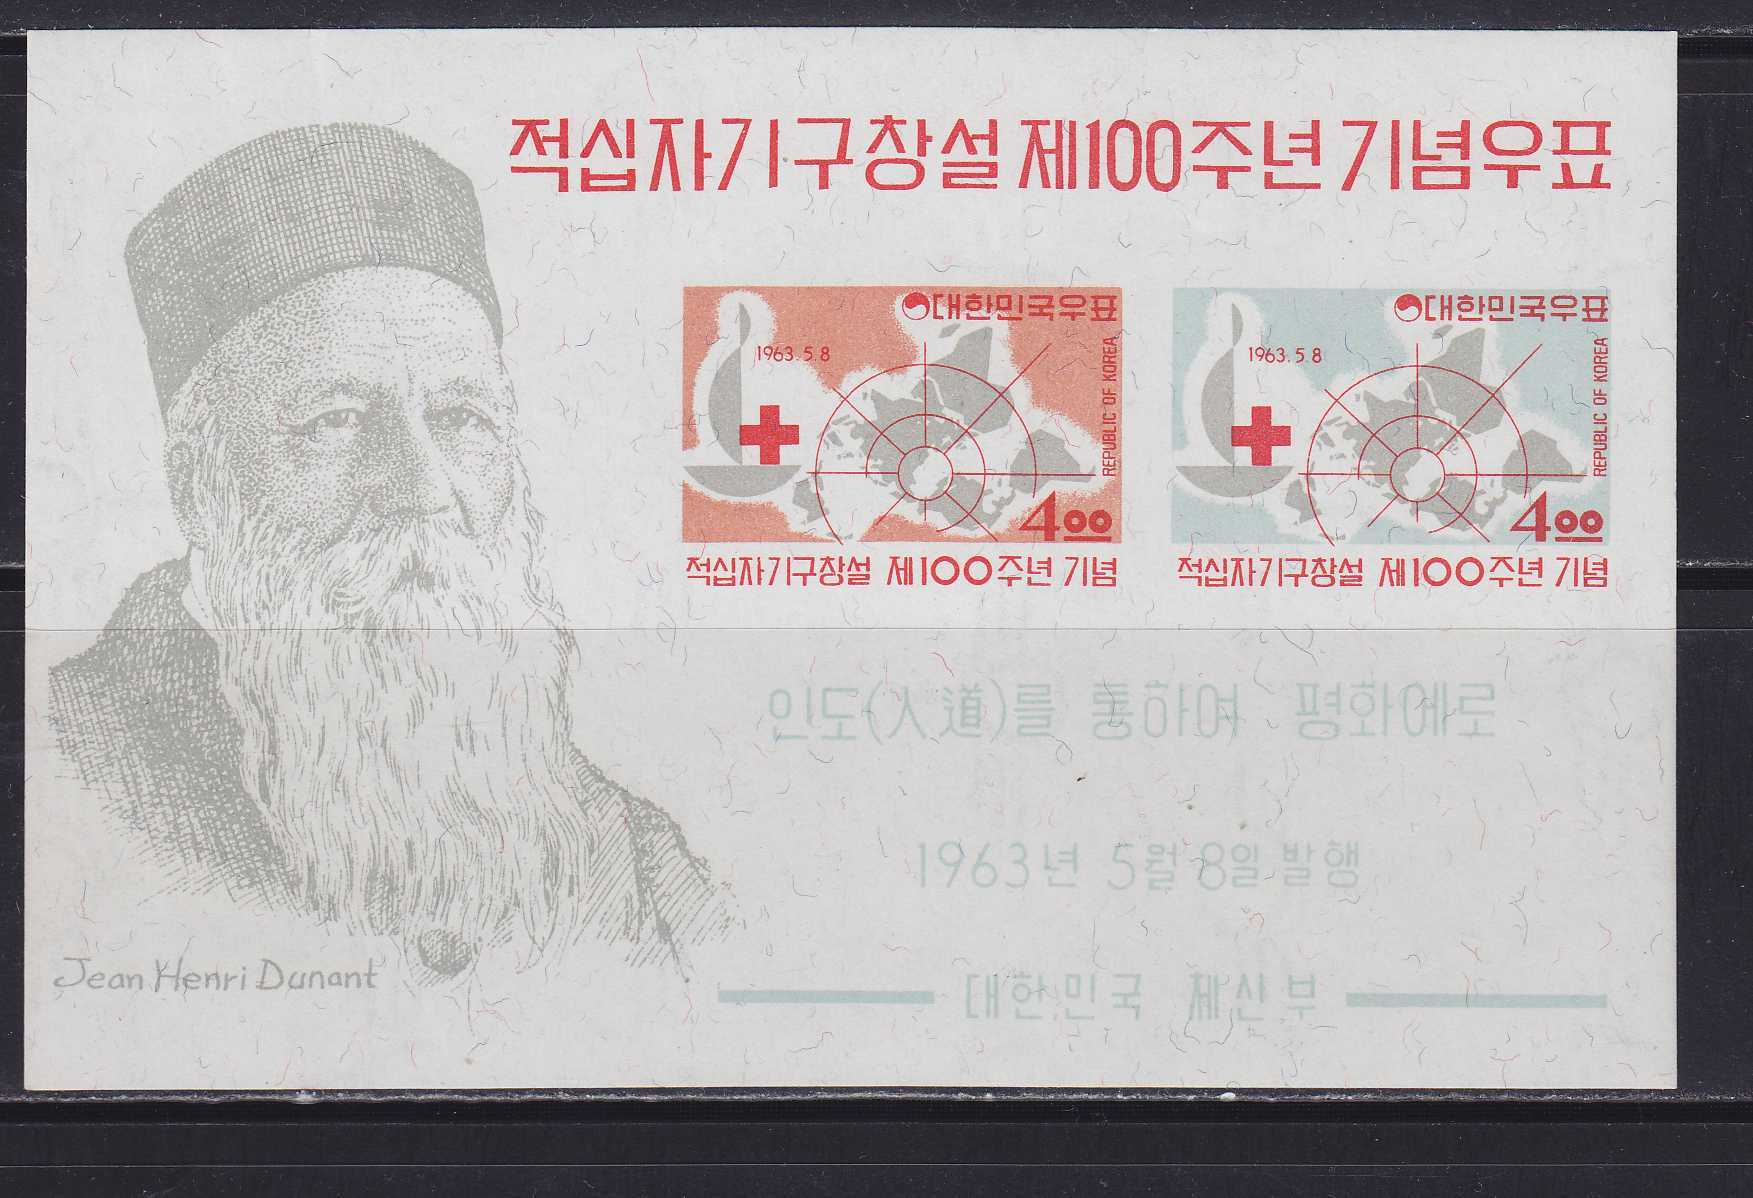 적십자기구창설 제100주년 기념우표
대한민국우표
1963.5.8
REPUBLIC OF KOREA
4.00
적십자기구창설 제100주년 기념
대한민국우표
1963.5.8
REPUBLIC OF KOREA
4.00
적십자기구창설 제100주년 기념
인도(人道)를 통하여 평화에로
1963년 5월 8일 발행
대한민국 체신부
Jean Henri Dunant